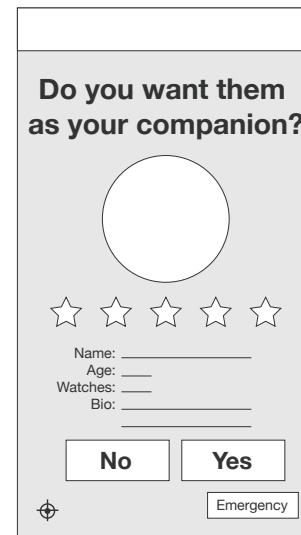 Do you want them
as your companion?
Name:
Age:
Watches:
Bio:
No Yes
Emergency